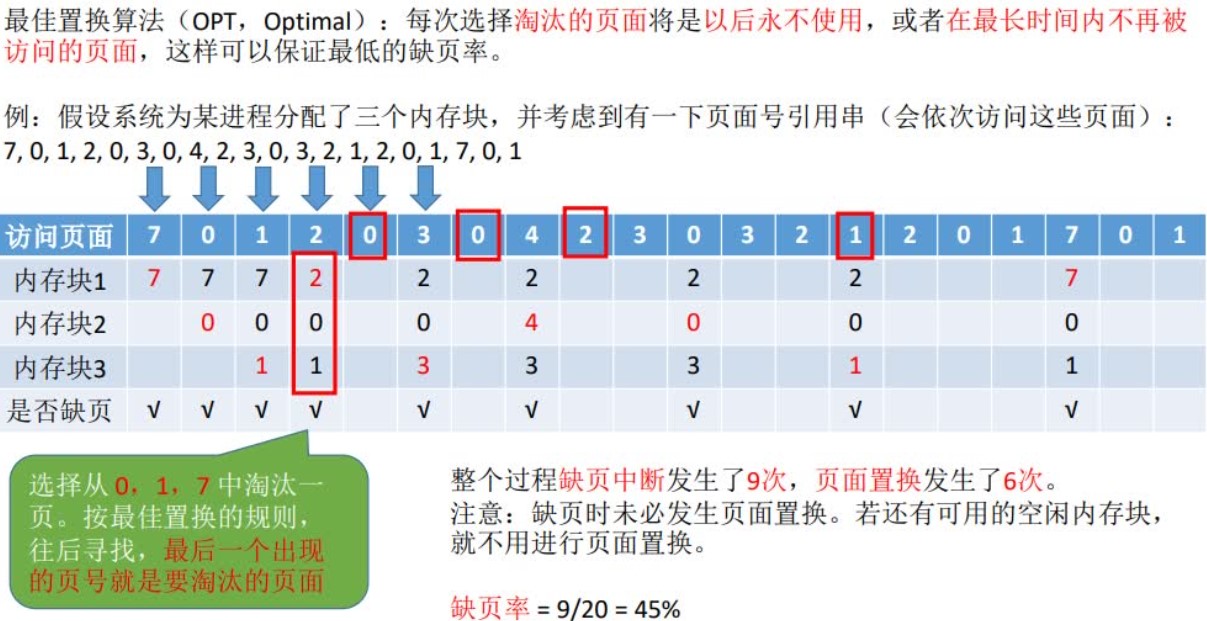 最佳置换算法（OPT，Optimal）：每次选择淘汰的页面将是以后永不使用，或者在最长时间内不再被
访问的页面，这样可以保证最低的缺页率。
例：假设系统为某进程分配了三个内存块，并考虑到有一下页面号引用串（会依次访问这些页面）：
7, 0, 1, 2, 0, 3, 0, 4, 2, 3, 0, 3, 2, 1, 2, 0, 1, 7, 0, 1
访问页面 7 0 1 2 0 3 0 4 2 3 0 3 2 1 2 0 1 7 0 1
内存块1 7 7 7 2 2 2 2 2 7
内存块2 0 0 0 0 4 0 0 0
内存块3 1 1 3 3 3 1 1
是否缺页 √ √ √ √ √ √ √ √ √
选择从 0，1，7 中淘汰一
页。按最佳置换的规则，
往后寻找，最后一个出现
的页号就是要淘汰的页面
整个过程缺页中断发生了9次，页面置换发生了6次。
注意：缺页时未必发生页面置换。若还有可用的空闲内存块，
就不用进行页面置换。
缺页率 = 9/20 = 45%